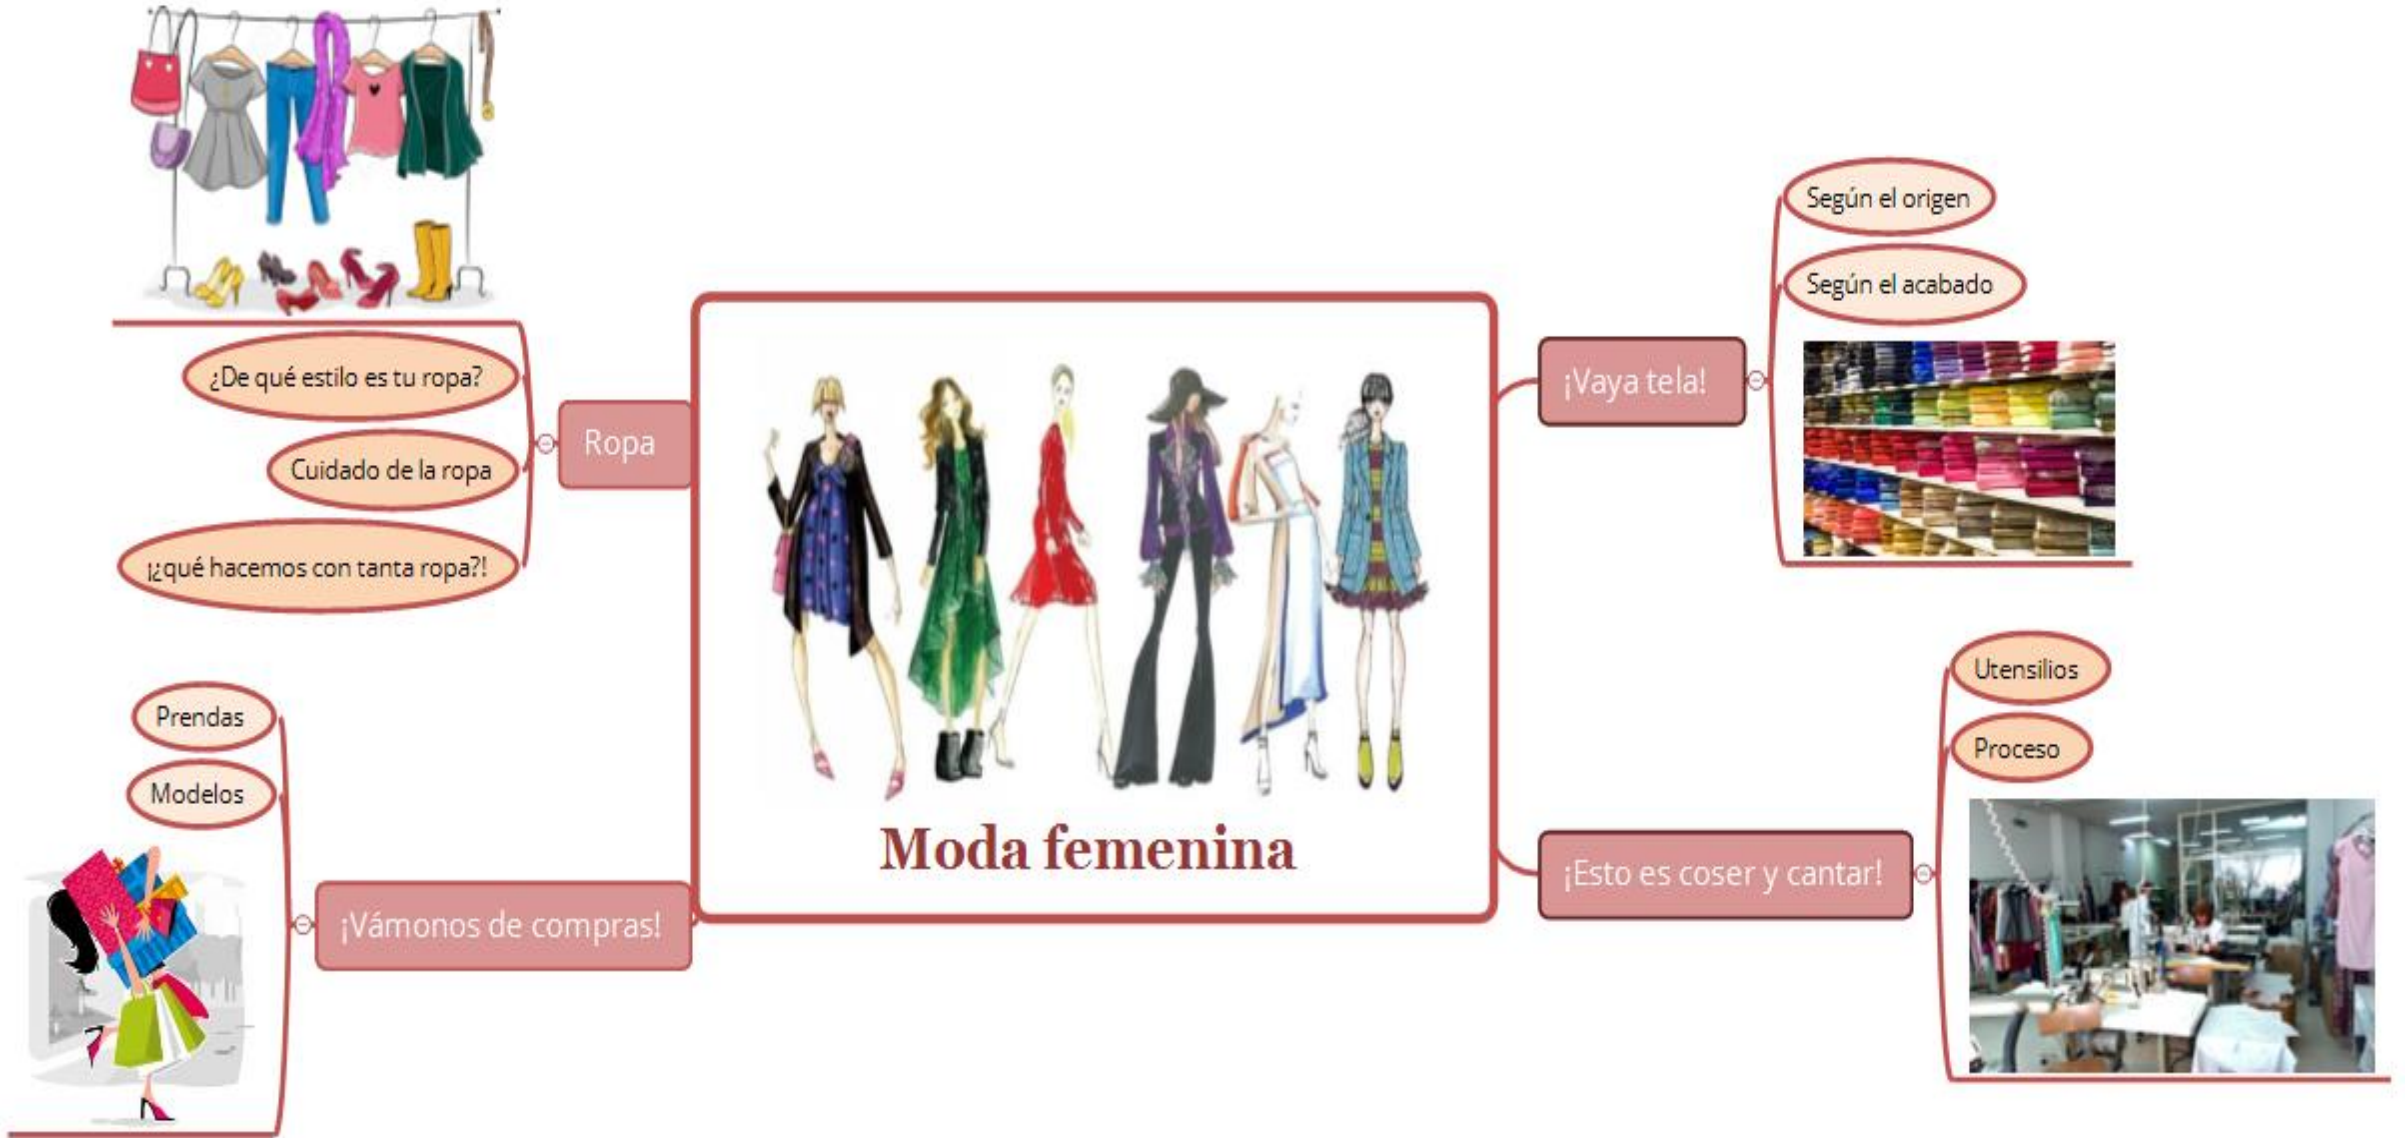 ¿De qué estilo es tu ropa?
Cuidado de la ropa
¡¿qué hacemos con tanta ropa?!
Ropa
Prendas
Modelos
¡Vámonos de compras!
Moda femenina
Según el origen
Según el acabado
¡Vaya tela!
Utensilios
Proceso
¡Esto es coser y cantar!